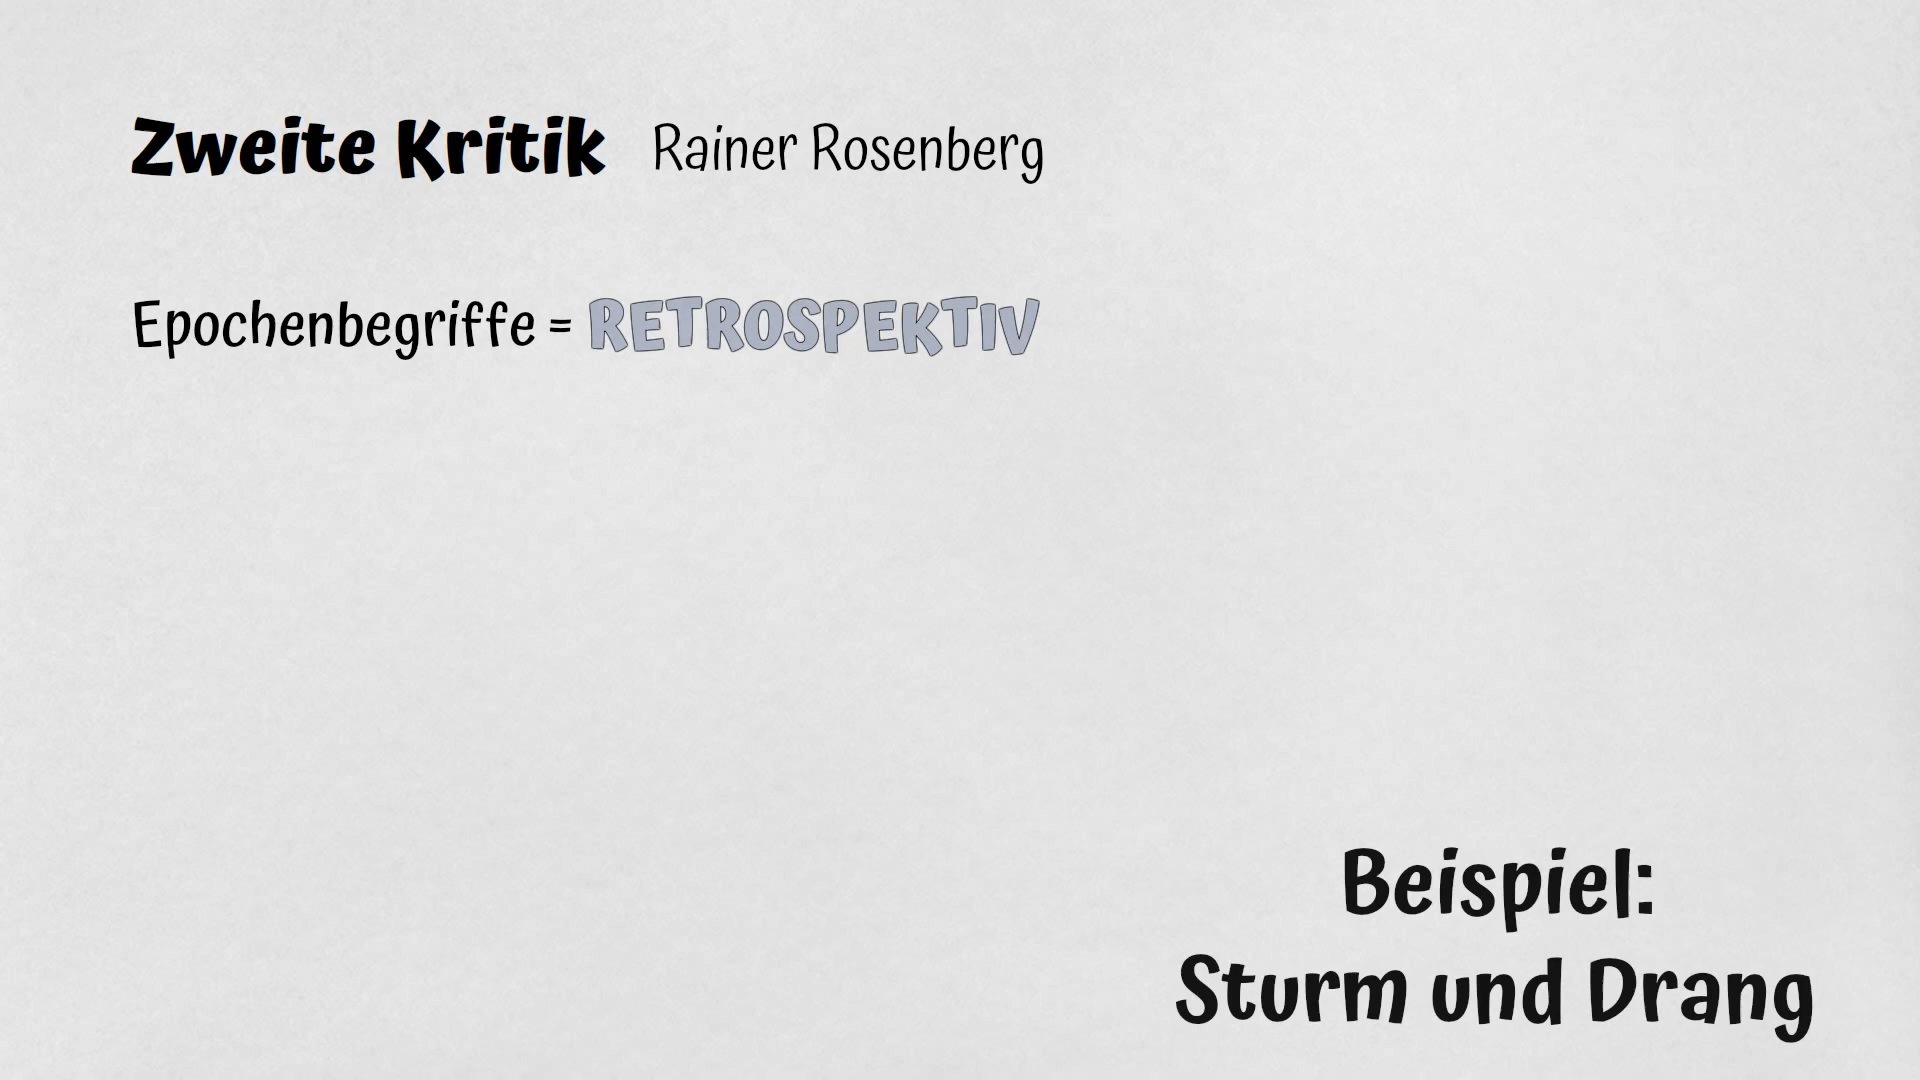 Zweite Kritik Rainer Rosenberg
Epochenbegriffe = RETROSPEKTIV
Beispiel:
Sturm und Drang